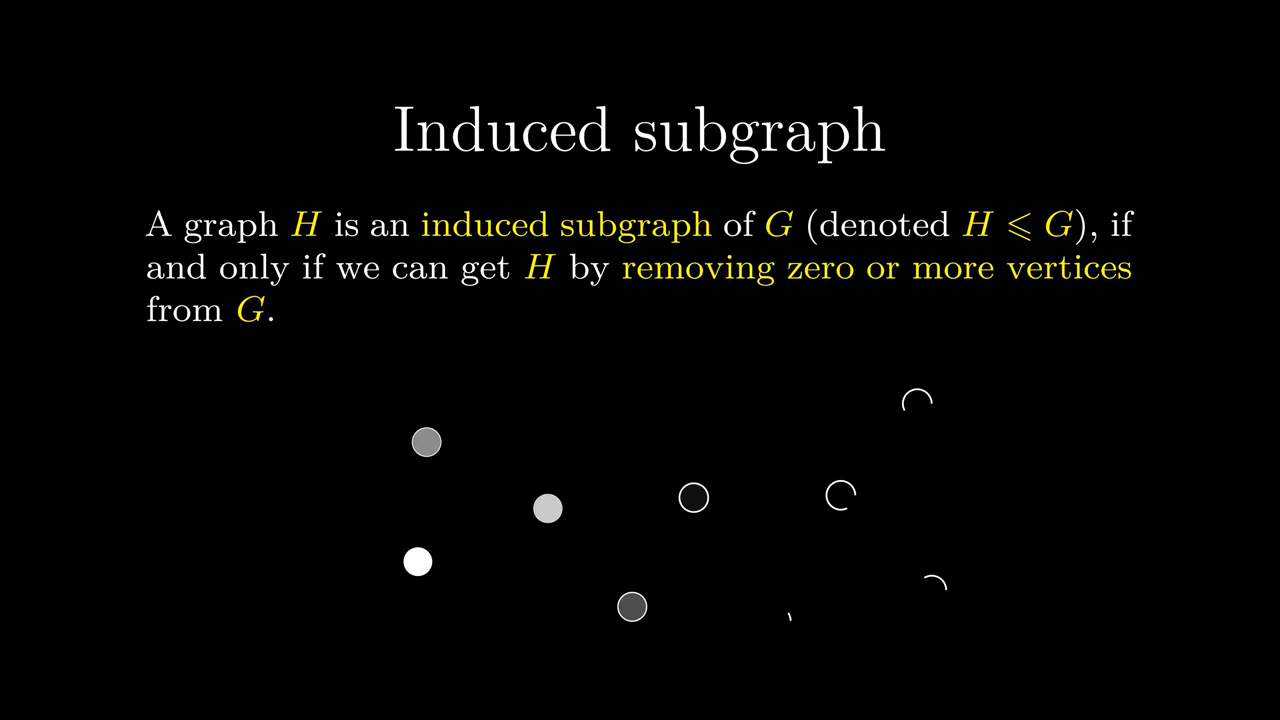 Induced subgraph
A graph H is an induced subgraph of G (denoted H ⩽ G), if
and only if we can get H by removing zero or more vertices
from G.